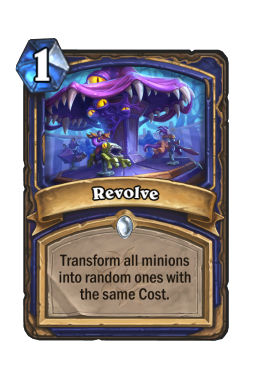 1
Revolve
Transform all minions
into random ones with
the same Cost.